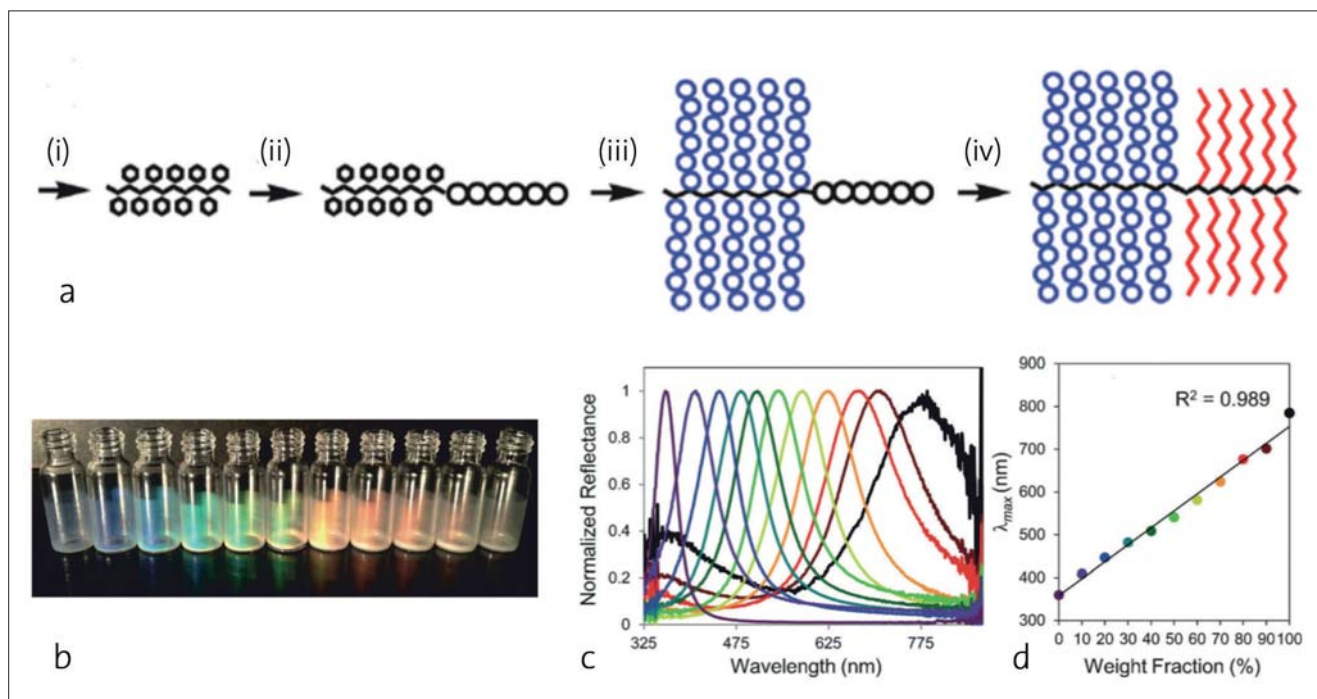 (i)
(ii)
(iii)
(iv)
a
b
Normalized Reflectance
1
0.8
0.6
0.4
0.2
0
325 475 625 775
Wavelength (nm)
c
λmax (nm)
900
800
700
600
500
400
300
R² = 0.989
0 10 20 30 40 50 60 70 80 90 100
Weight Fraction (%)
d